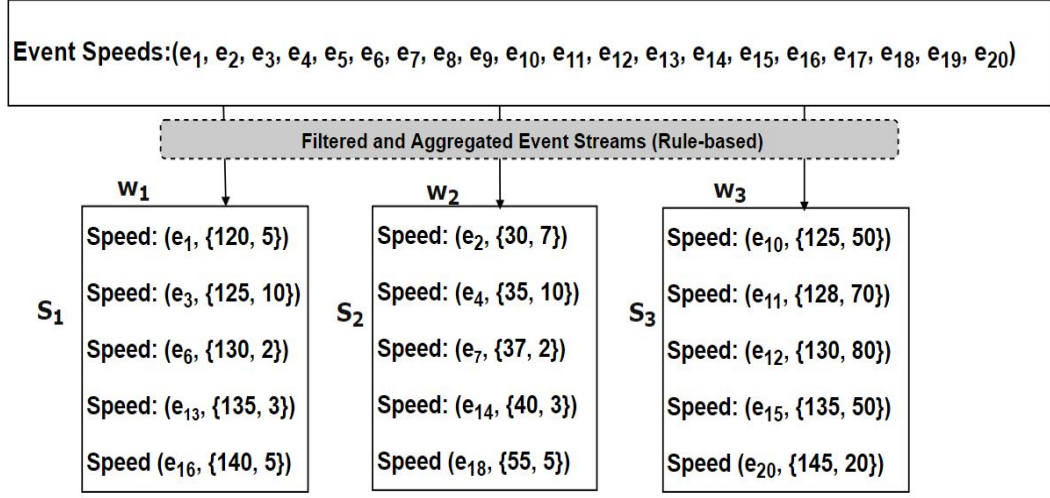 Event Speeds:(e1, e2, e3, e4, e5, e6, e7, e8, e9, e10, e11, e12, e13, e14, e15, e16, e17, e18, e19, e20)
Filtered and Aggregated Event Streams (Rule-based)
W1
S1
Speed: (e1, {120, 5})
Speed: (e3, {125, 10})
Speed: (e6, {130, 2})
Speed: (e13, {135, 3})
Speed (e16, {140, 5})
W2
S2
Speed: (e2, {30, 7})
Speed: (e4, {35, 10})
Speed: (e7, {37, 2})
Speed: (e14, {40, 3})
Speed (e18, {55, 5})
W3
S3
Speed: (e10, {125, 50})
Speed: (e11, {128, 70})
Speed: (e12, {130, 80})
Speed: (e15, {135, 50})
Speed (e20, {145, 20})